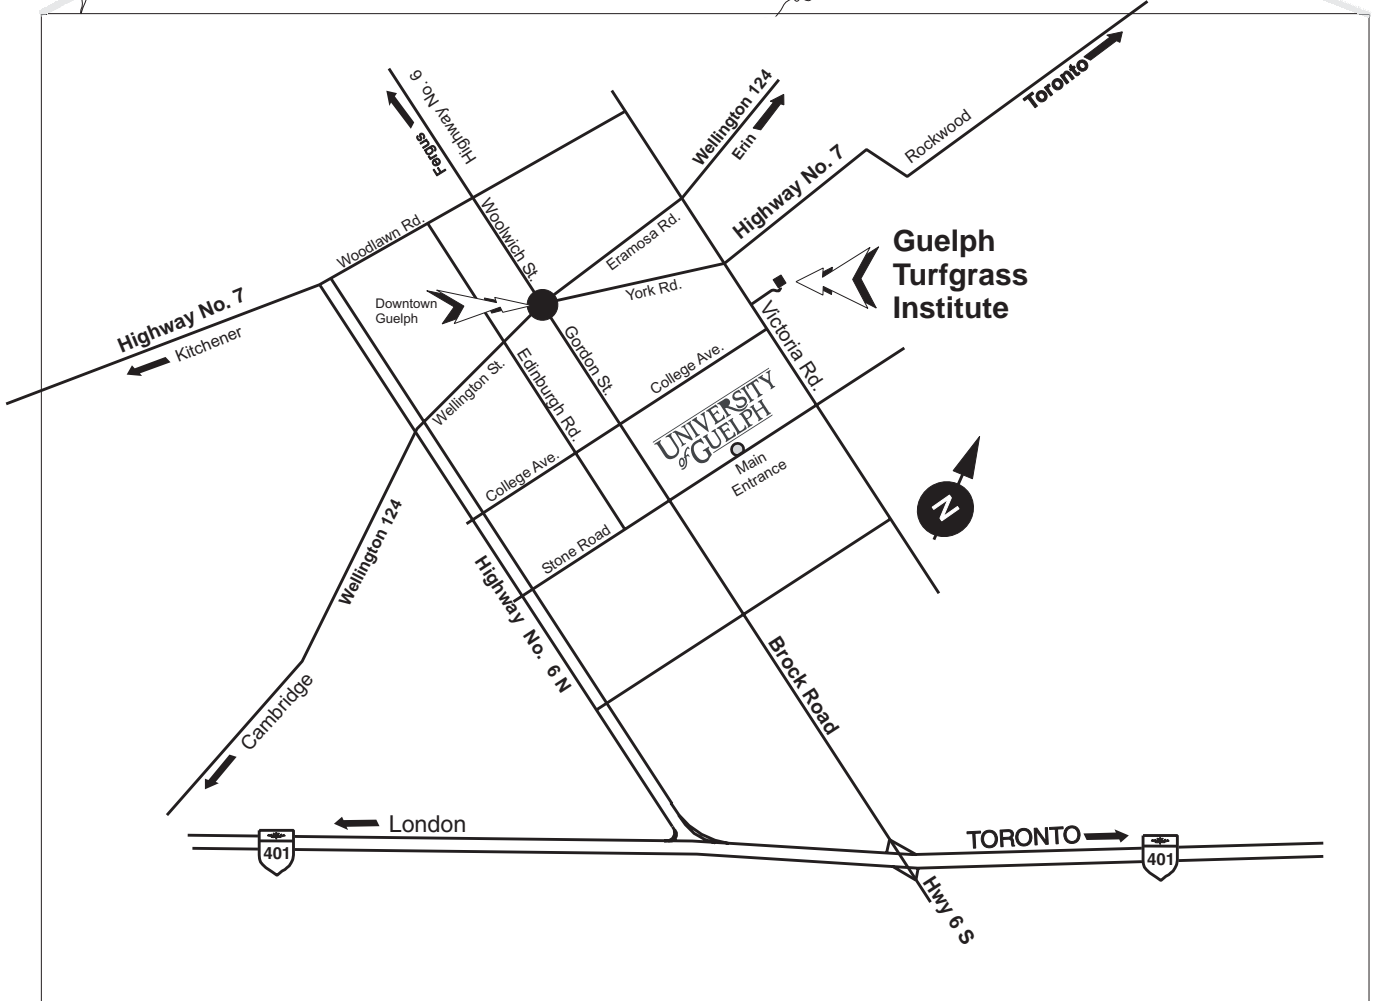 Highway No. 6
Fergus
Wellington 124
Erin
Toronto
Rockwood
Highway No. 7
Woodlawn Rd.
Woolwich St.
Eramosa Rd.
York Rd.
Guelph
Turfgrass
Institute
Highway No. 7
Kitchener
Downtown
Guelph
Victoria Rd.
Gordon St.
College Ave.
Edinburgh Rd.
Wellington St.
UNIVERSITY
of GUELPH
Main
Entrance
College Ave.
Stone Road
N
Wellington 124
Highway No. 6 N
Cambridge
Brock Road
London
401
TORONTO
401
Hwy 6 S